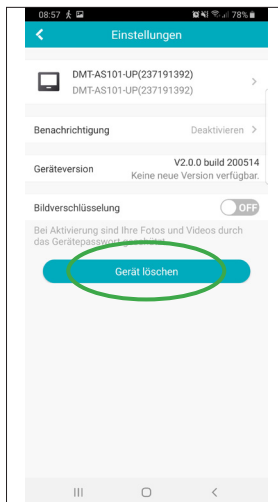 08:57 78%
Einstellungen
DMT-AS101-UP(237191392)
DMT-AS101-UP(237191392)
Benachrichtigung Deaktivieren
Geräteversion V2.0.0 build 200514
Keine neue Version verfügbar.
Bildverschlüsselung OFF
Bei Aktivierung sind Ihre Fotos und Videos durch
das Gerätepasswort geschützt.
Gerät löschen